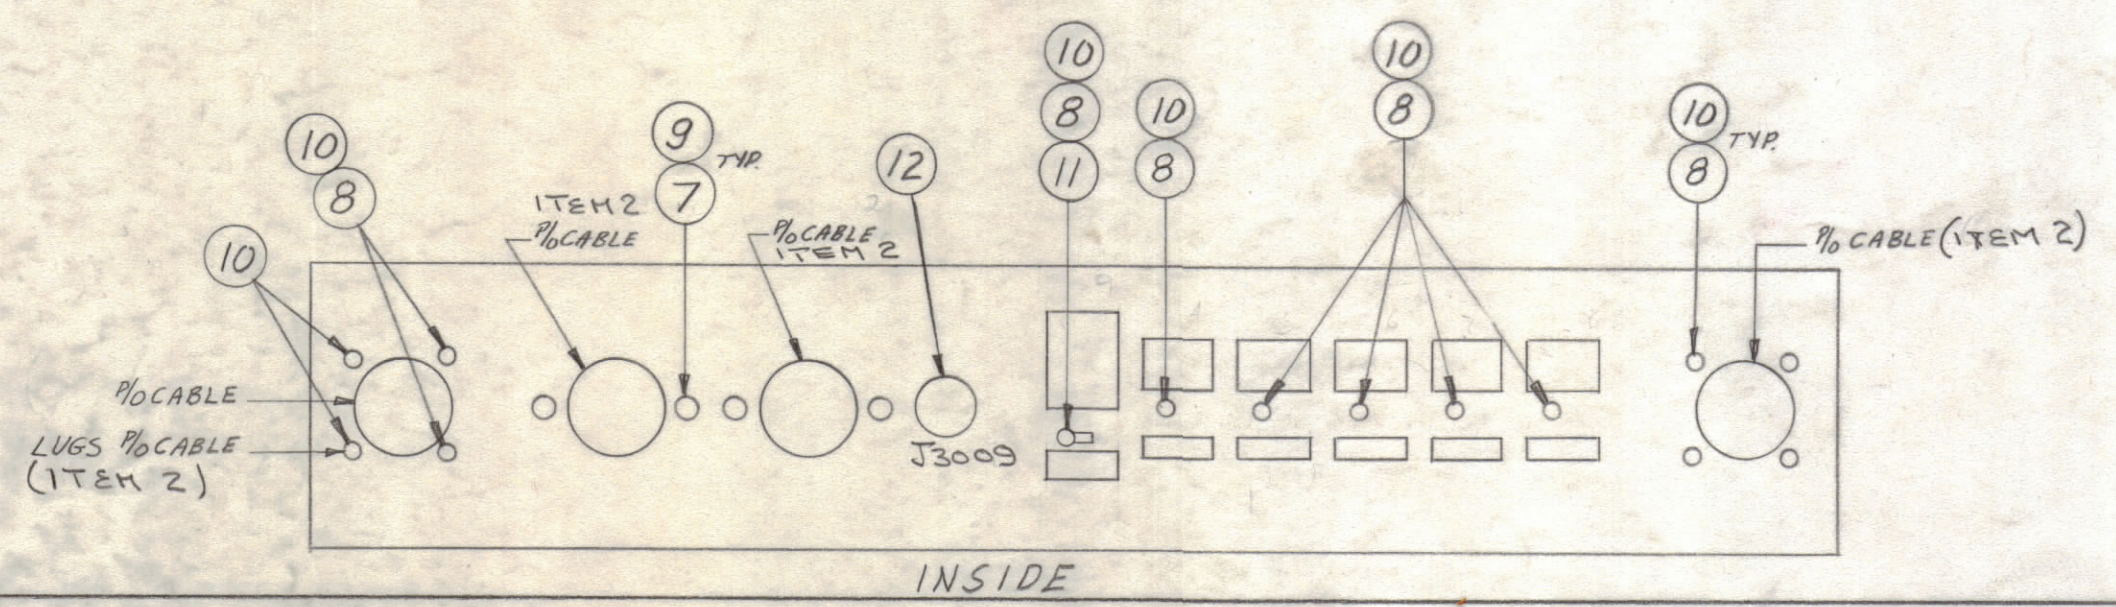 10
8
10
P/O CABLE
LUGS P/O CABLE
(ITEM 2)
ITEM 2
P/O CABLE
9
TYP.
7
P/O CABLE
ITEM 2
12
J3009
10
8
11
10
8
10
8
10
TYP.
8
P/O CABLE (ITEM 2)
INSIDE